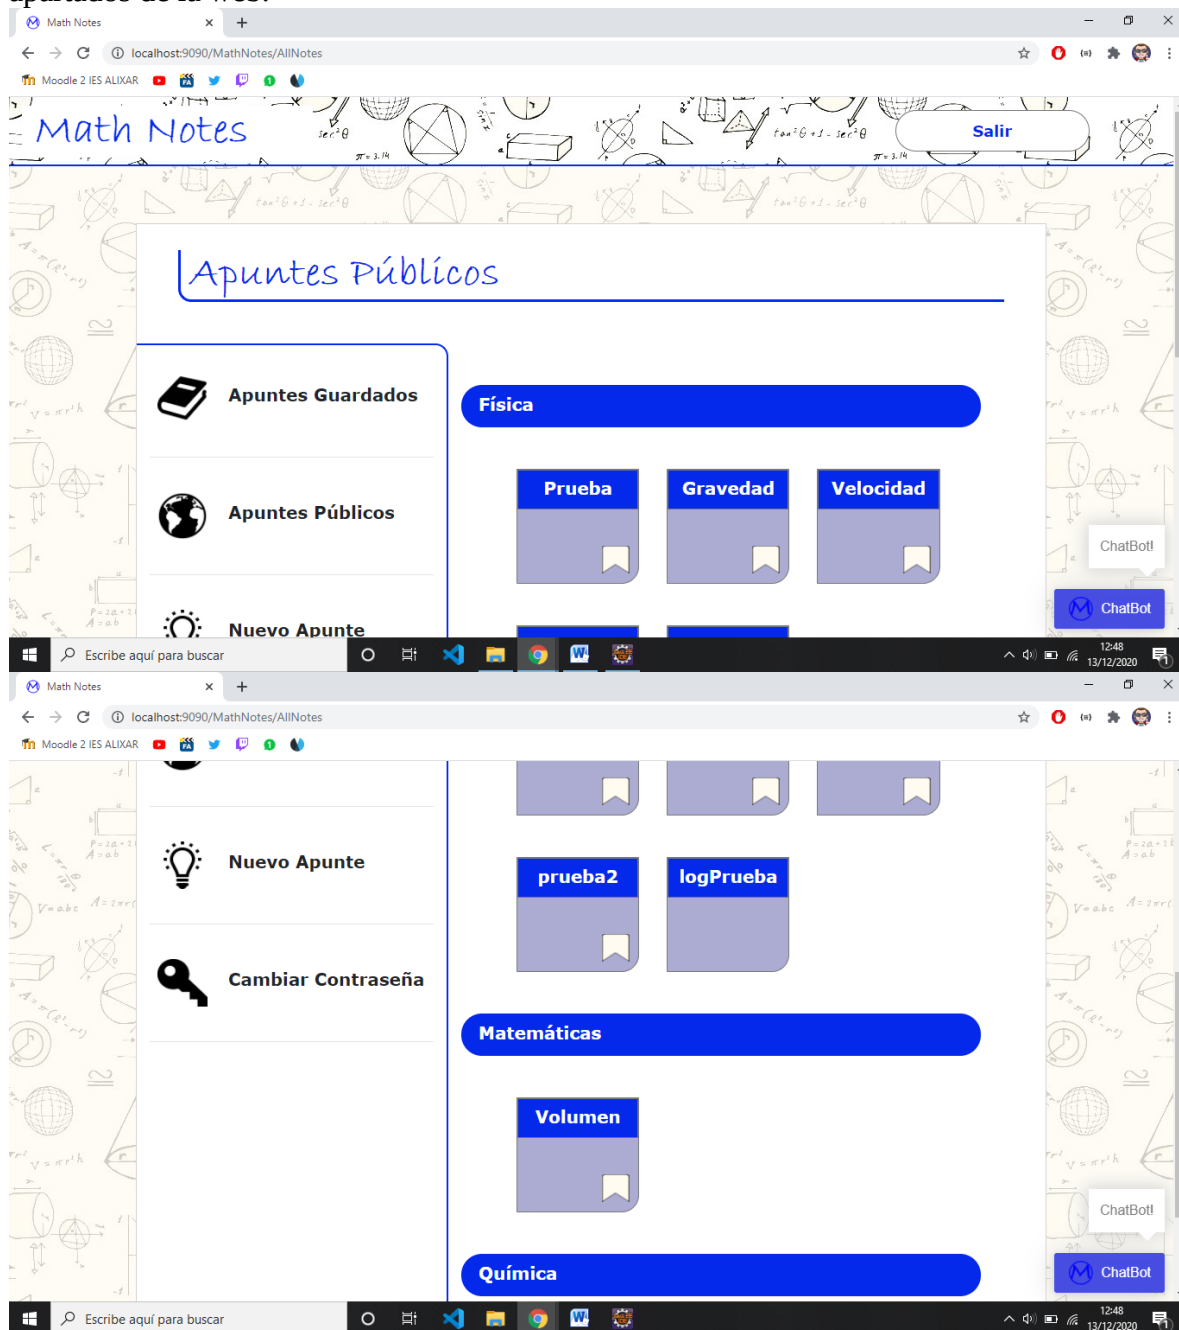 Math Notes
localhost:9090/MathNotes/AllNotes
Moodle 2 IES ALIXAR
Math Notes
Salir
Apuntes Públicos
Apuntes Guardados
Física
Prueba Gravedad Velocidad
Apuntes Públicos
ChatBot!
ChatBot
Nuevo Apunte
Escribe aquí para buscar
12:48
13/12/2020
Math Notes
localhost:9090/MathNotes/AllNotes
Moodle 2 IES ALIXAR
Nuevo Apunte
prueba2 logPrueba
Cambiar Contraseña
Matemáticas
Volumen
ChatBot!
Química
ChatBot
Escribe aquí para buscar
12:48
13/12/2020